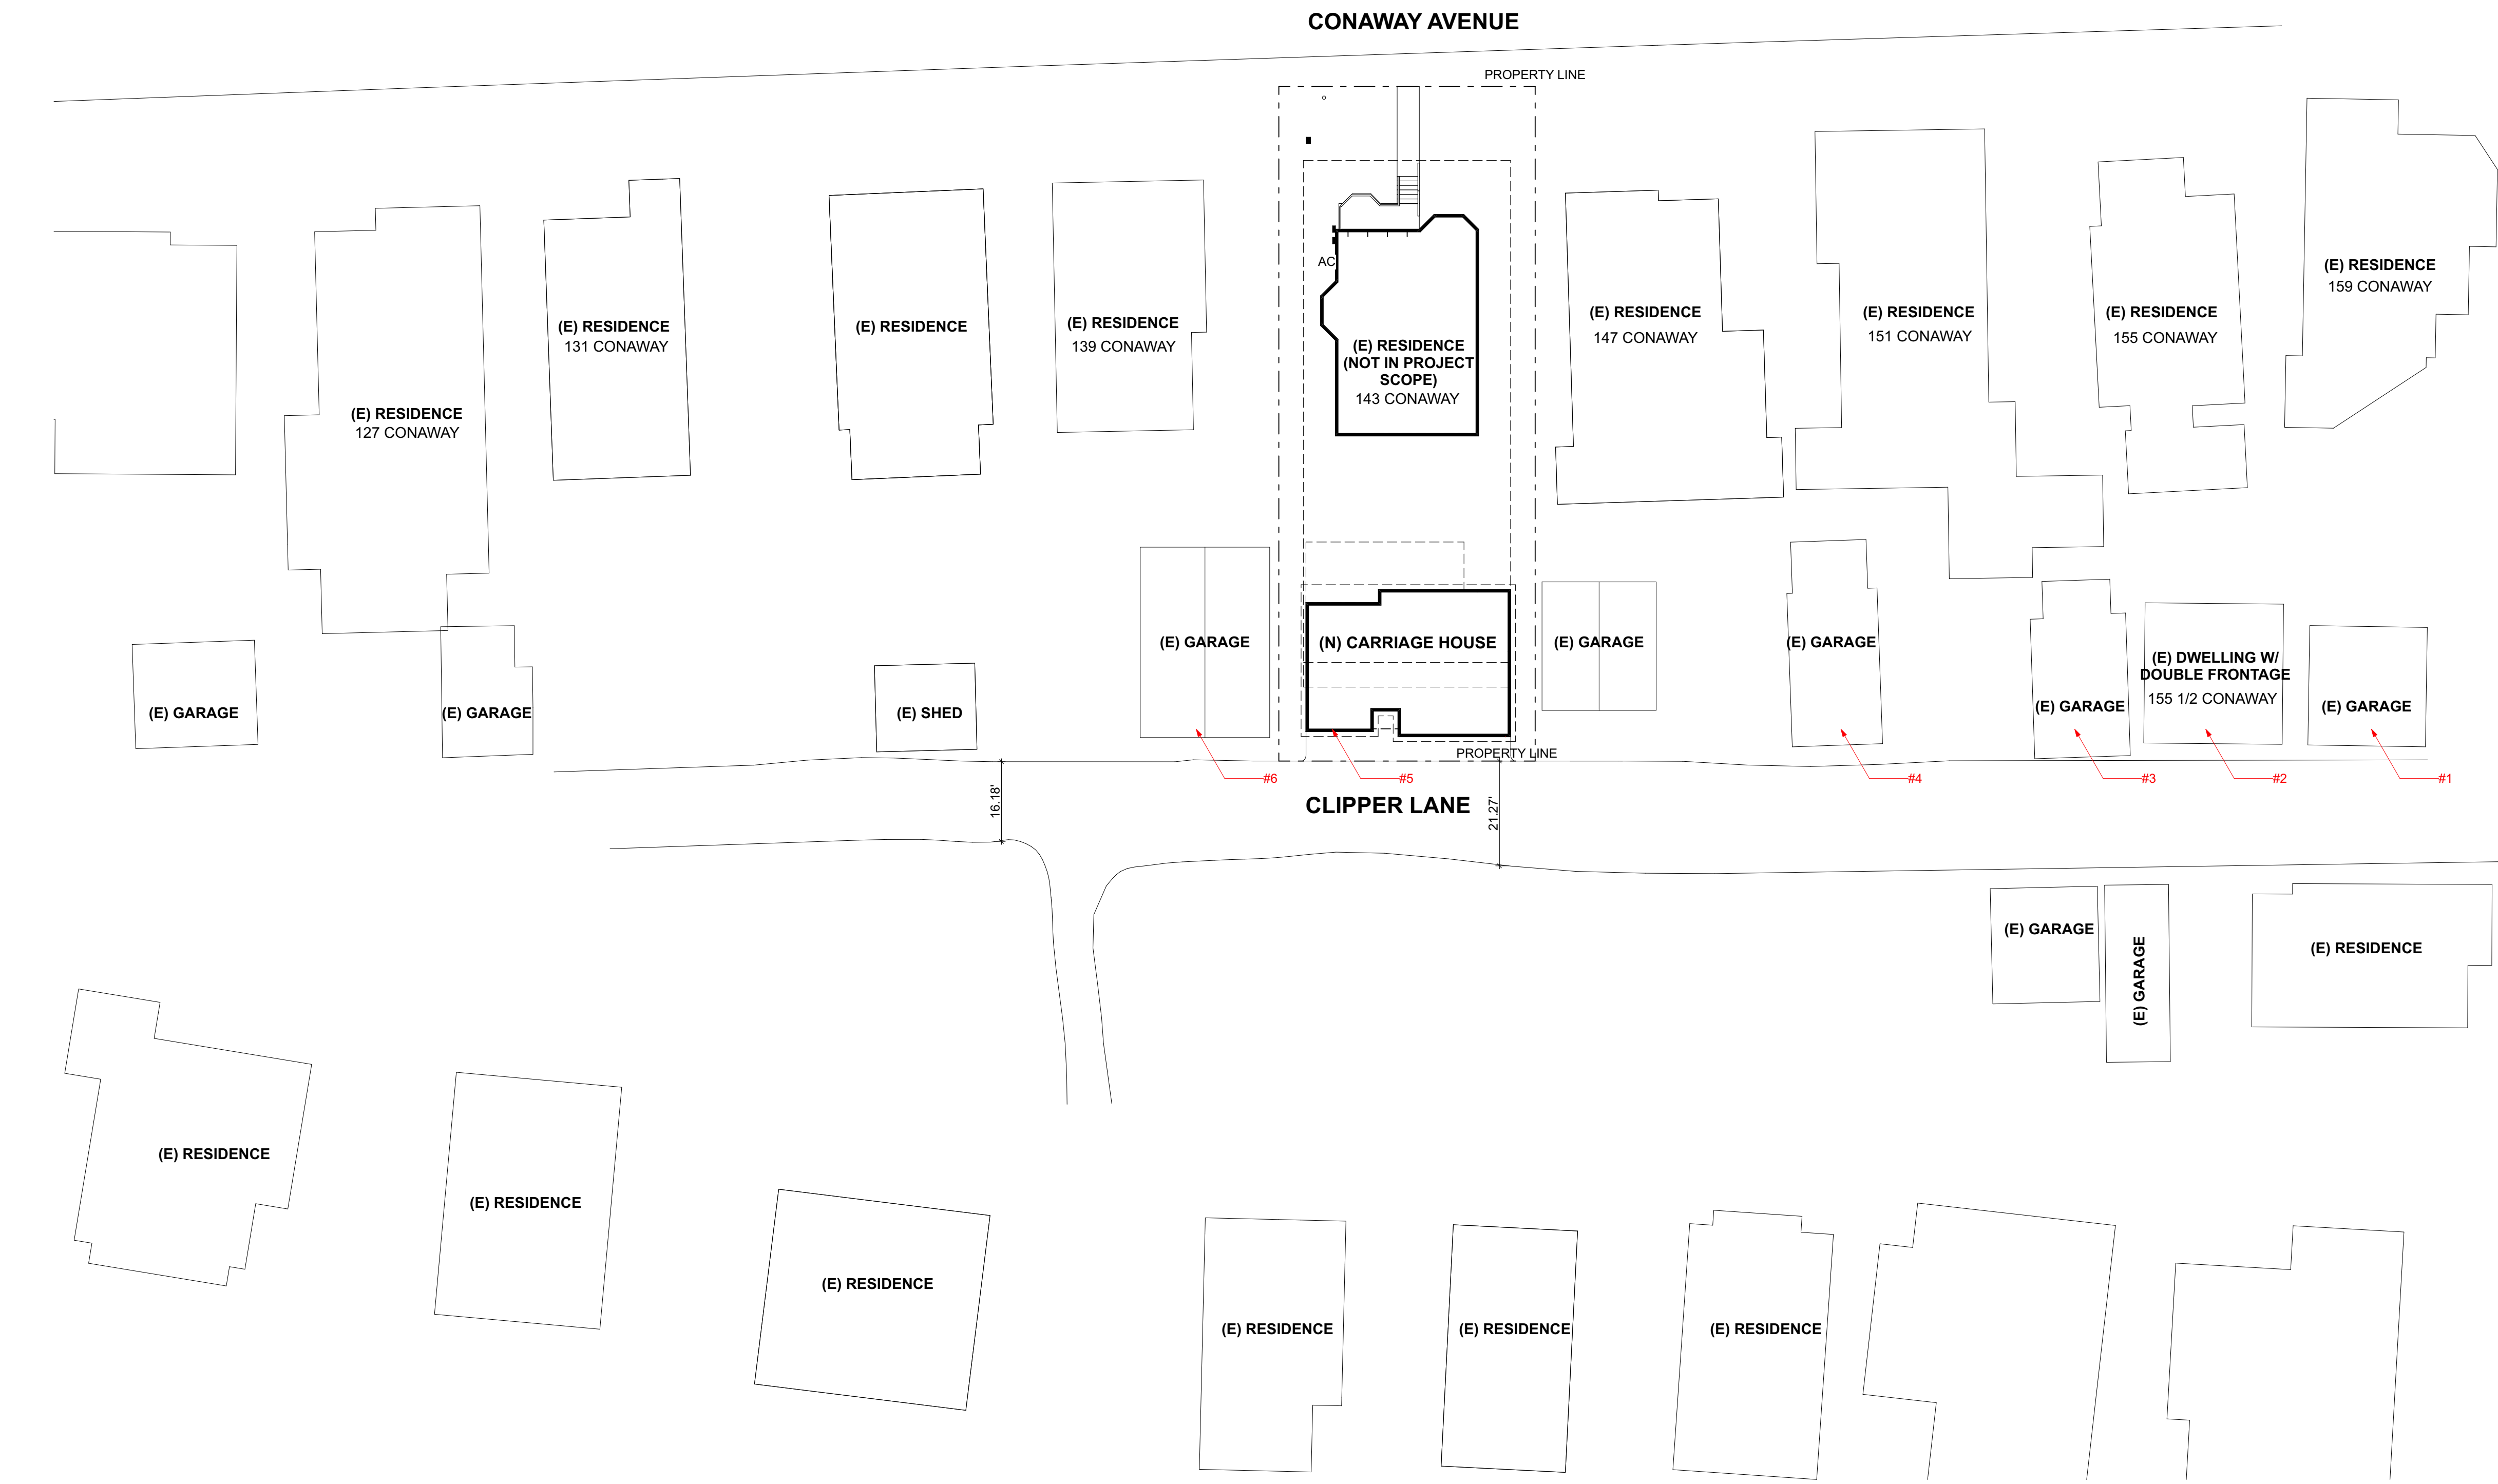 CONAWAY AVENUE
PROPERTY LINE
AC
(E) RESIDENCE
127 CONAWAY
(E) RESIDENCE
131 CONAWAY
(E) RESIDENCE
(E) RESIDENCE
139 CONAWAY
(E) RESIDENCE
(NOT IN PROJECT
SCOPE)
143 CONAWAY
(E) RESIDENCE
147 CONAWAY
(E) RESIDENCE
151 CONAWAY
(E) RESIDENCE
155 CONAWAY
(E) RESIDENCE
159 CONAWAY
(E) GARAGE
(E) GARAGE
(E) SHED
(E) GARAGE
(N) CARRIAGE HOUSE
(E) GARAGE
(E) GARAGE
(E) GARAGE
(E) DWELLING W/
DOUBLE FRONTAGE
155 1/2 CONAWAY
(E) GARAGE
PROPERTY LINE
#6
#5
#4
#3
#2
#1
16.18'
CLIPPER LANE
21.27'
(E) GARAGE
(E) GARAGE
(E) RESIDENCE
(E) RESIDENCE
(E) RESIDENCE
(E) RESIDENCE
(E) RESIDENCE
(E) RESIDENCE
(E) RESIDENCE